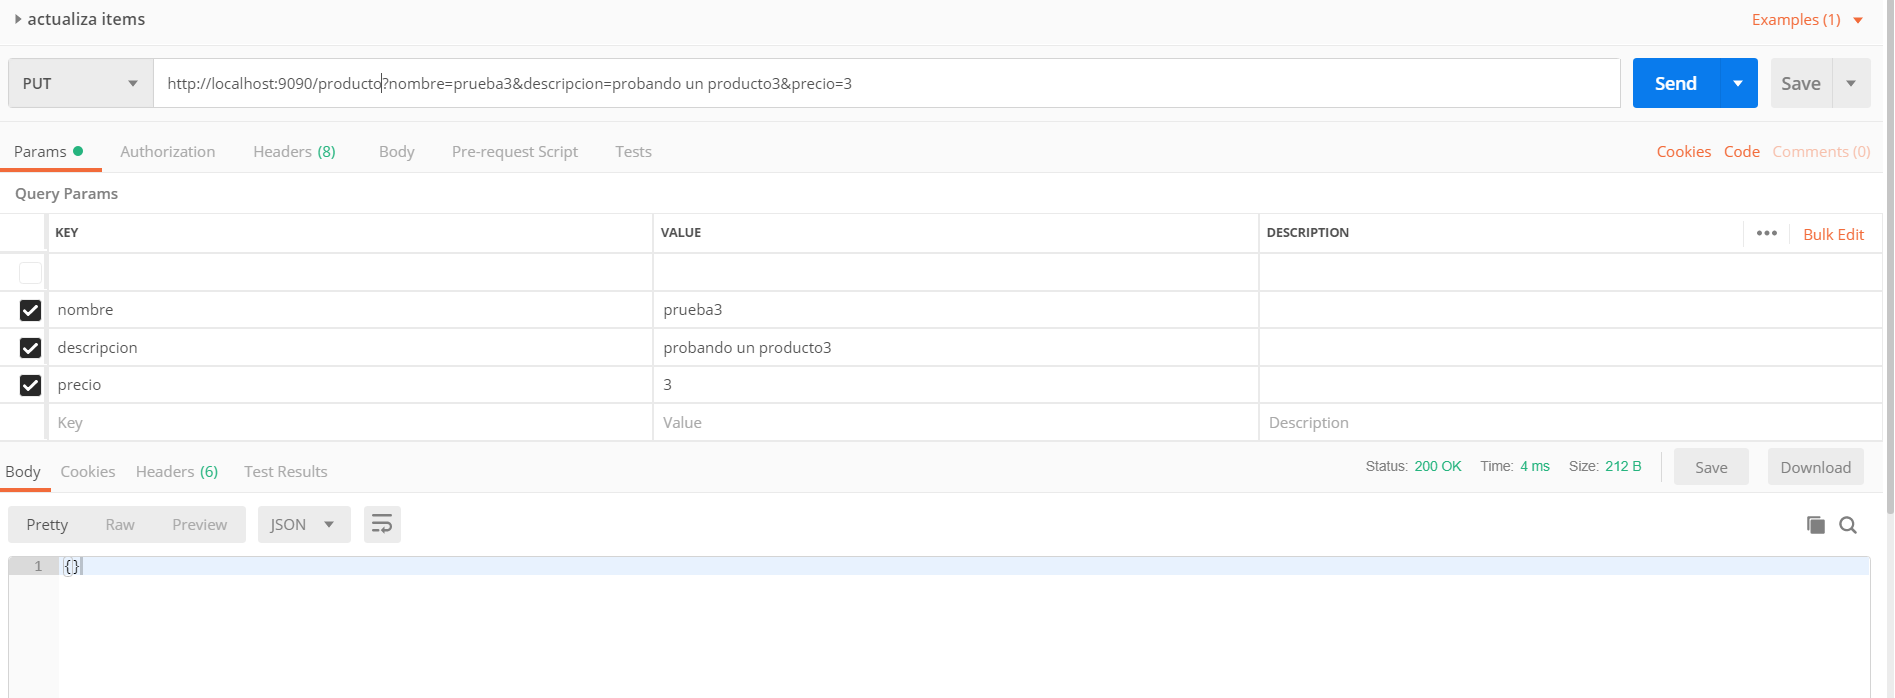 actualiza items
Examples (1)
PUT
http://localhost:9090/producto?nombre=prueba3&descripcion=probando un producto3&precio=3
Send
Save
Params
Authorization
Headers (8)
Body
Pre-request Script
Tests
Cookies
Code
Comments (0)
Query Params
KEY
VALUE
DESCRIPTION
•••
Bulk Edit
nombre
prueba3
descripcion
probando un producto3
precio
3
Key
Value
Description
Body
Cookies
Headers (6)
Test Results
Status: 200 OK
Time: 4 ms
Size: 212 B
Save
Download
Pretty
Raw
Preview
JSON
1
{}